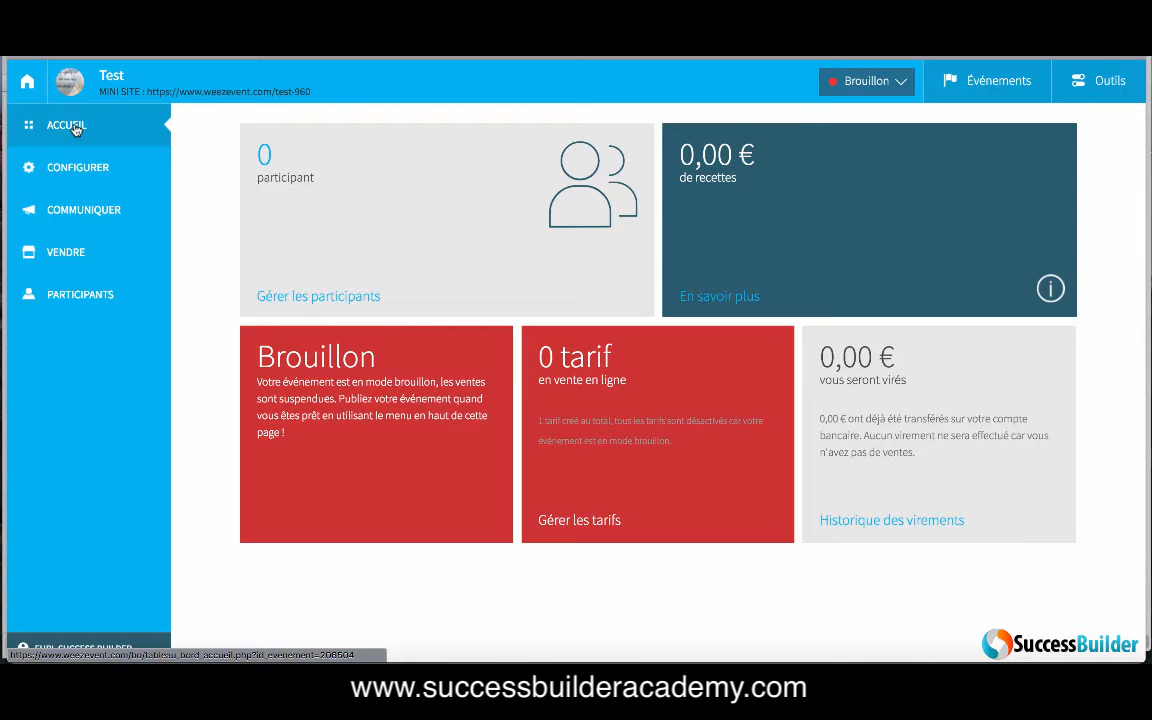 Test
MINI SITE : https://www.weezevent.com/test-960
Brouillon
Événements
Outils
ACCUEIL
CONFIGURER
COMMUNIQUER
VENDRE
PARTICIPANTS
0
participant
Gérer les participants
0,00 €
de recettes
En savoir plus
Brouillon
Votre événement est en mode brouillon, les ventes
sont suspendues. Publiez votre événement quand
vous êtes prêt en utilisant le menu en haut de cette
page !
0 tarif
en vente en ligne
1 tarif créé au total, tous les tarifs sont désactivés car votre
événement est en mode brouillon.
Gérer les tarifs
0,00 €
vous seront virés
0,00 € ont déjà été transférés sur votre compte
bancaire. Aucun virement ne sera effectué car vous
n'avez pas de ventes.
Historique des virements
EURL SUCCESS BUILDER
https://www.weezevent.com/bo/tableau_bord_accueil.php?id_evenement=206504
SuccessBuilder
www.successbuilderacademy.com